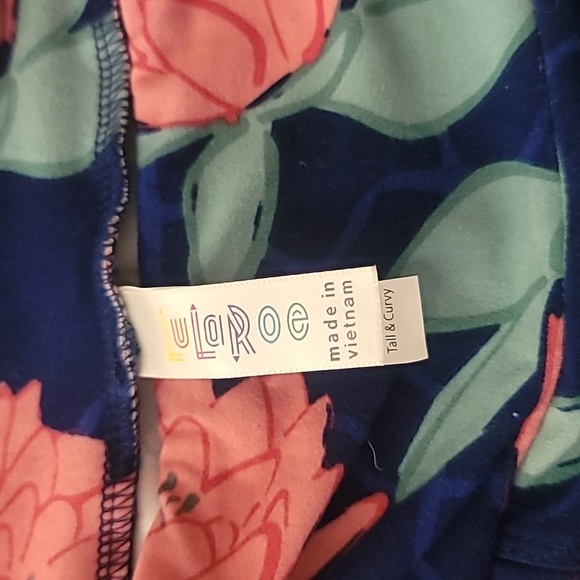 LuLaRoe
made in
vietnam
Tall & Curvy